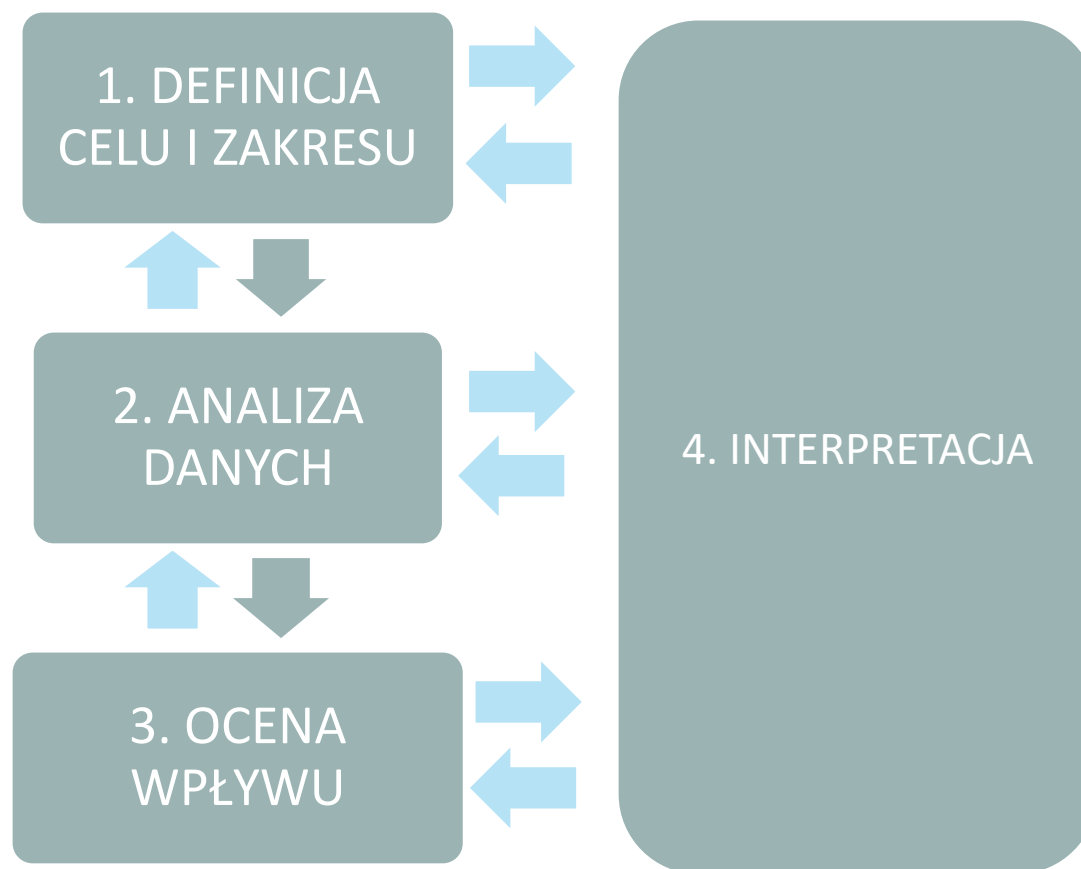 1. DEFINICJA
CELU I ZAKRESU
2. ANALIZA
DANYCH
4. INTERPRETACJA
3. OCENA
WPŁYWU